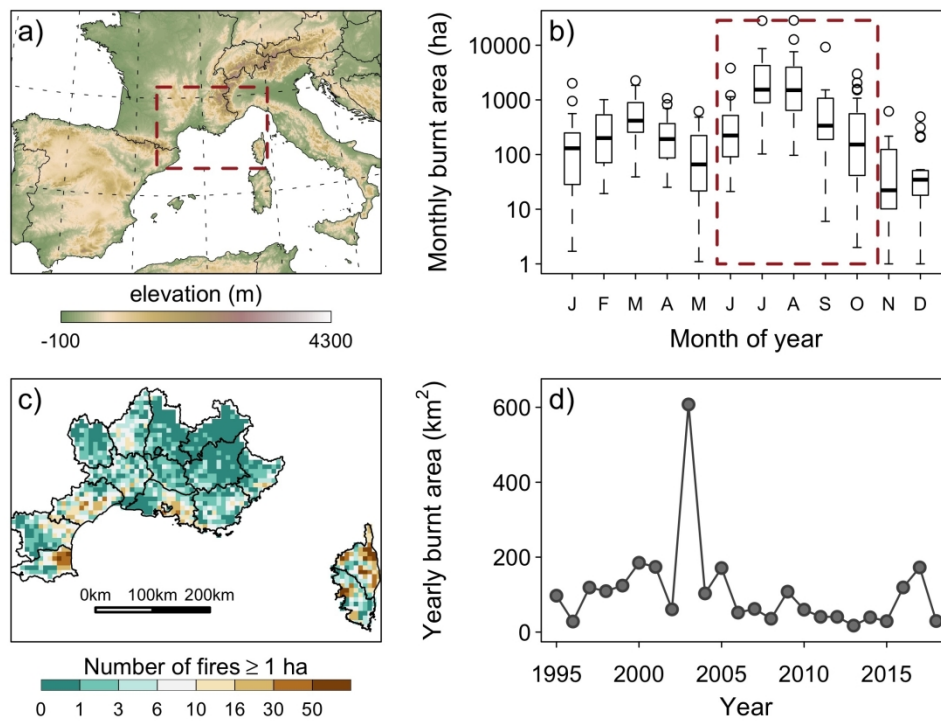 a)
elevation (m)
-100 4300
b)
Monthly burnt area (ha)
10000
1000
100
10
1
J F M A M J J A S O N D
Month of year
c)
0km 100km 200km
Number of fires ≥ 1 ha
0 1 3 6 10 16 30 50
d)
Yearly burnt area (km²)
600
400
200
0
1995 2000 2005 2010 2015
Year